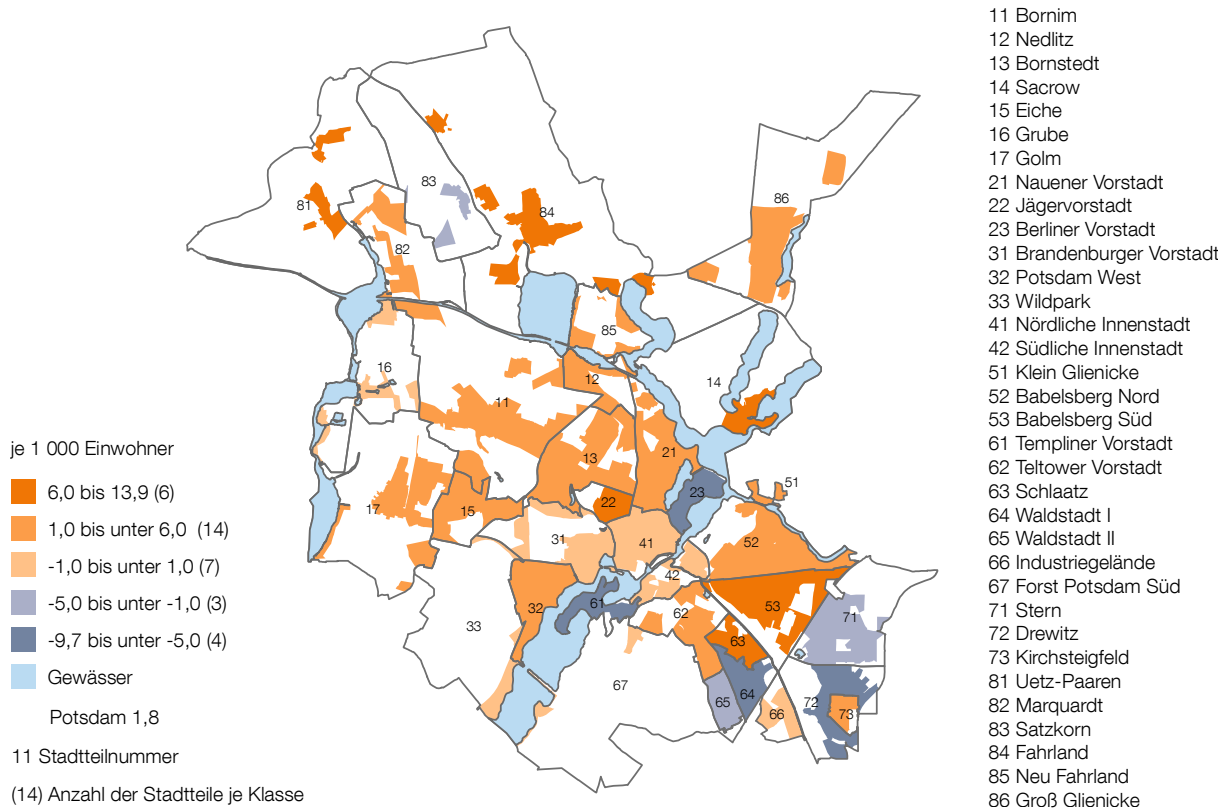 je 1 000 Einwohner
6,0 bis 13,9 (6)
1,0 bis unter 6,0 (14)
-1,0 bis unter 1,0 (7)
-5,0 bis unter -1,0 (3)
-9,7 bis unter -5,0 (4)
Gewässer
Potsdam 1,8
11 Stadtteilnummer
(14) Anzahl der Stadtteile je Klasse
83
81
84
86
82
85
16
12
14
11
13
21
51
17
15
22
23
31
41
52
42
32
61
62
53
71
33
63
67
65
64
66
72
73
11 Bornim
12 Nedlitz
13 Bornstedt
14 Sacrow
15 Eiche
16 Grube
17 Golm
21 Nauener Vorstadt
22 Jägervorstadt
23 Berliner Vorstadt
31 Brandenburger Vorstadt
32 Potsdam West
33 Wildpark
41 Nördliche Innenstadt
42 Südliche Innenstadt
51 Klein Glienicke
52 Babelsberg Nord
53 Babelsberg Süd
61 Templiner Vorstadt
62 Teltower Vorstadt
63 Schlaatz
64 Waldstadt I
65 Waldstadt II
66 Industriegelände
67 Forst Potsdam Süd
71 Stern
72 Drewitz
73 Kirchsteigfeld
81 Uetz-Paaren
82 Marquardt
83 Satzkorn
84 Fahrland
85 Neu Fahrland
86 Groß Glienicke